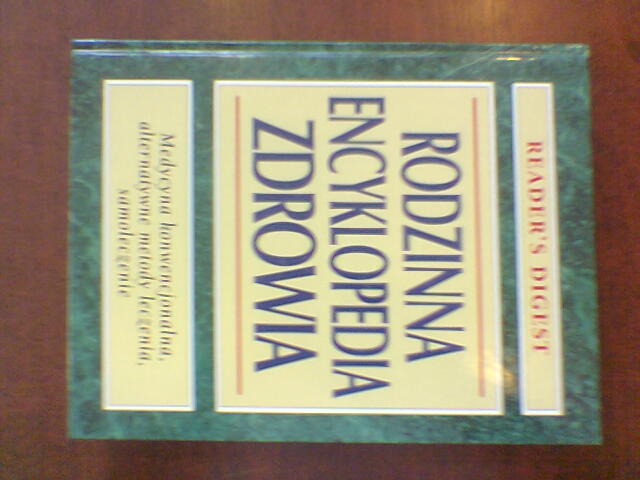 READER'S DIGEST
RODZINNA
ENCYKLOPEDIA
ZDROWIA
Medycyna konwencjonalna,
alternatywne metody leczenia,
samoleczenie